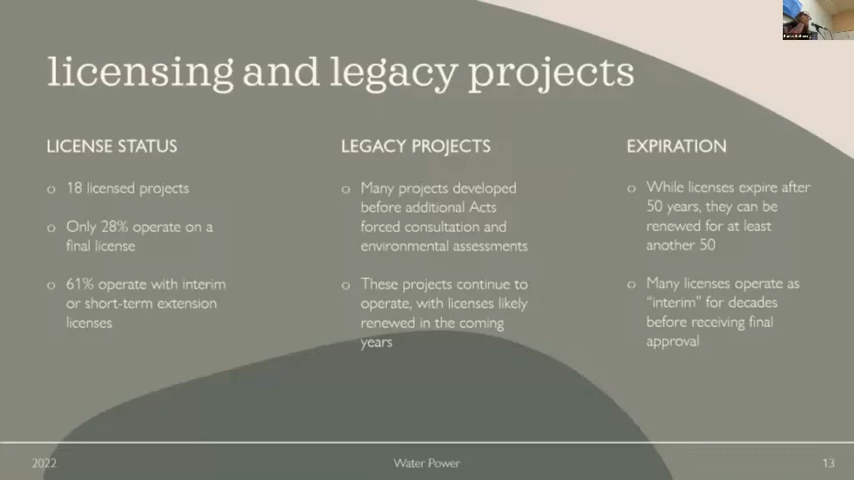 licensing and legacy projects
LICENSE STATUS
o 18 licensed projects
o Only 28% operate on a
final license
o 61% operate with interim
or short-term extension
licenses
LEGACY PROJECTS
o Many projects developed
before additional Acts
forced consultation and
environmental assessments
o These projects continue to
operate, with licenses likely
renewed in the coming
years
EXPIRATION
o While licenses expire after
50 years, they can be
renewed for at least
another 50
o Many licenses operate as
“interim” for decades
before receiving final
approval
2022
Water Power
13